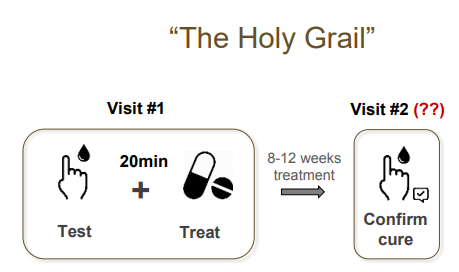 “The Holy Grail”
Visit #1
Visit #2 (??)
20min
+
Test
Treat
8-12 weeks
treatment
Confirm
cure